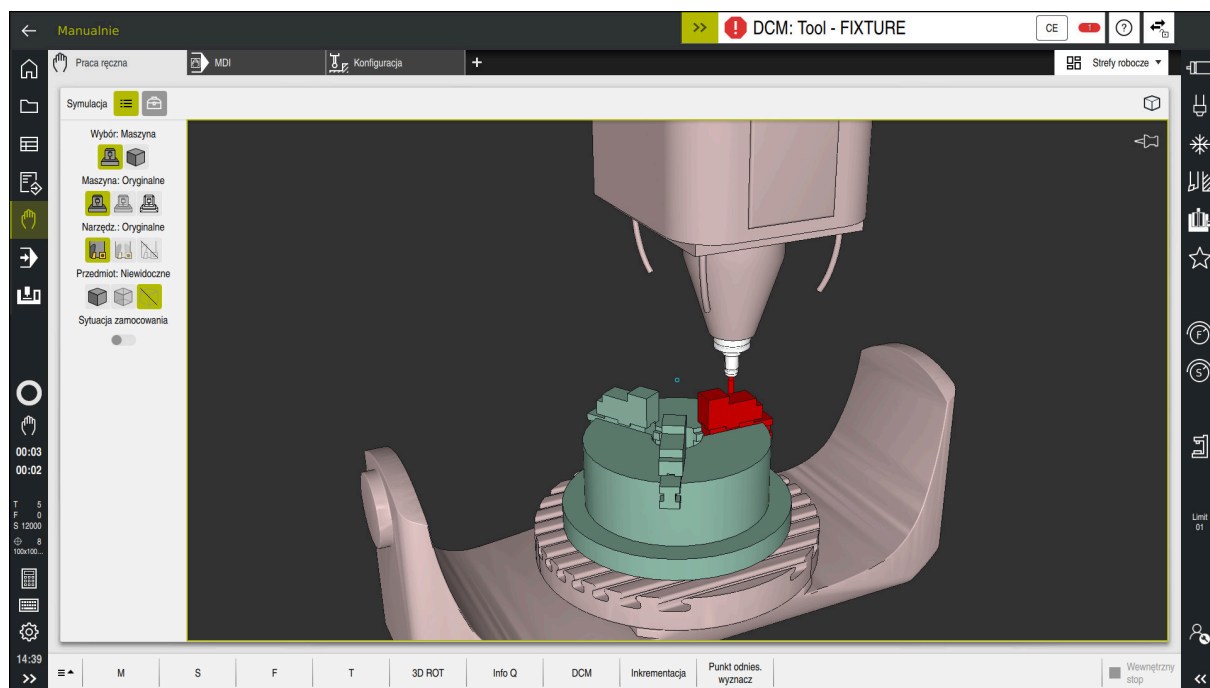 Manualnie
>>
DCM: Tool - FIXTURE
CE
1
?
Praca ręczna
MDI
Konfiguracja
+
Strefy robocze
Symulacja
Wybór: Maszyna
Maszyna: Oryginalne
Narzędz.: Oryginalne
Przedmiot: Niewidoczne
Sytuacja zamocowania
00:03
00:02
T 5
F 0
S 12000
8
100x100...
14:39
>>
F
S
Limit
01
<<
M
S
F
T
3D ROT
Info Q
DCM
Inkrementacja
Punkt odnies.
wyznacz
Wewnętrzny
stop